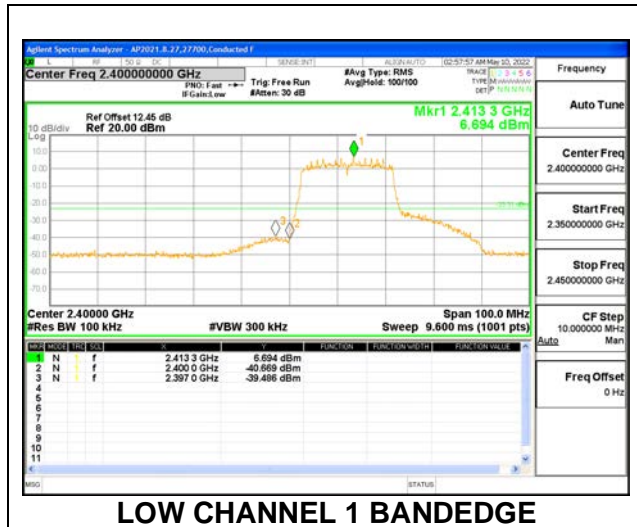 Agilent Spectrum Analyzer - AP2021.8.27,27700,Conducted F
L RF 50 Ω DC SENSE:INT ALIGN AUTO 02:57:57 AM May 10, 2022
Center Freq 2.400000000 GHz
PNO: Fast
IFGain:Low
Trig: Free Run
#Atten: 30 dB
#Avg Type: RMS
Avg|Hold: 100/100
TRACE 1 2 3 4 5 6
TYPE M
DET P N N N N N
Ref Offset 12.45 dB
Ref 20.00 dBm
10 dB/div
Log
Mkr1 2.413 3 GHz
6.694 dBm
10.0
0.00
-10.0
-20.0
-30.0
-40.0
-50.0
-60.0
-70.0
1
3
2
Center 2.40000 GHz
Span 100.0 MHz
#Res BW 100 kHz
#VBW 300 kHz
Sweep 9.600 ms (1001 pts)
MKR MODE TRC SCL X Y FUNCTION FUNCTION WIDTH FUNCTION VALUE
1 N 1 f 2.413 3 GHz 6.694 dBm
2 N 1 f 2.400 0 GHz -40.669 dBm
3 N 1 f 2.397 0 GHz -39.486 dBm
4
5
6
7
8
9
10
11
MSG STATUS
Frequency
Auto Tune
Center Freq
2.400000000 GHz
Start Freq
2.350000000 GHz
Stop Freq
2.450000000 GHz
CF Step
10.000000 MHz
Auto Man
Freq Offset
0 Hz
LOW CHANNEL 1 BANDEDGE